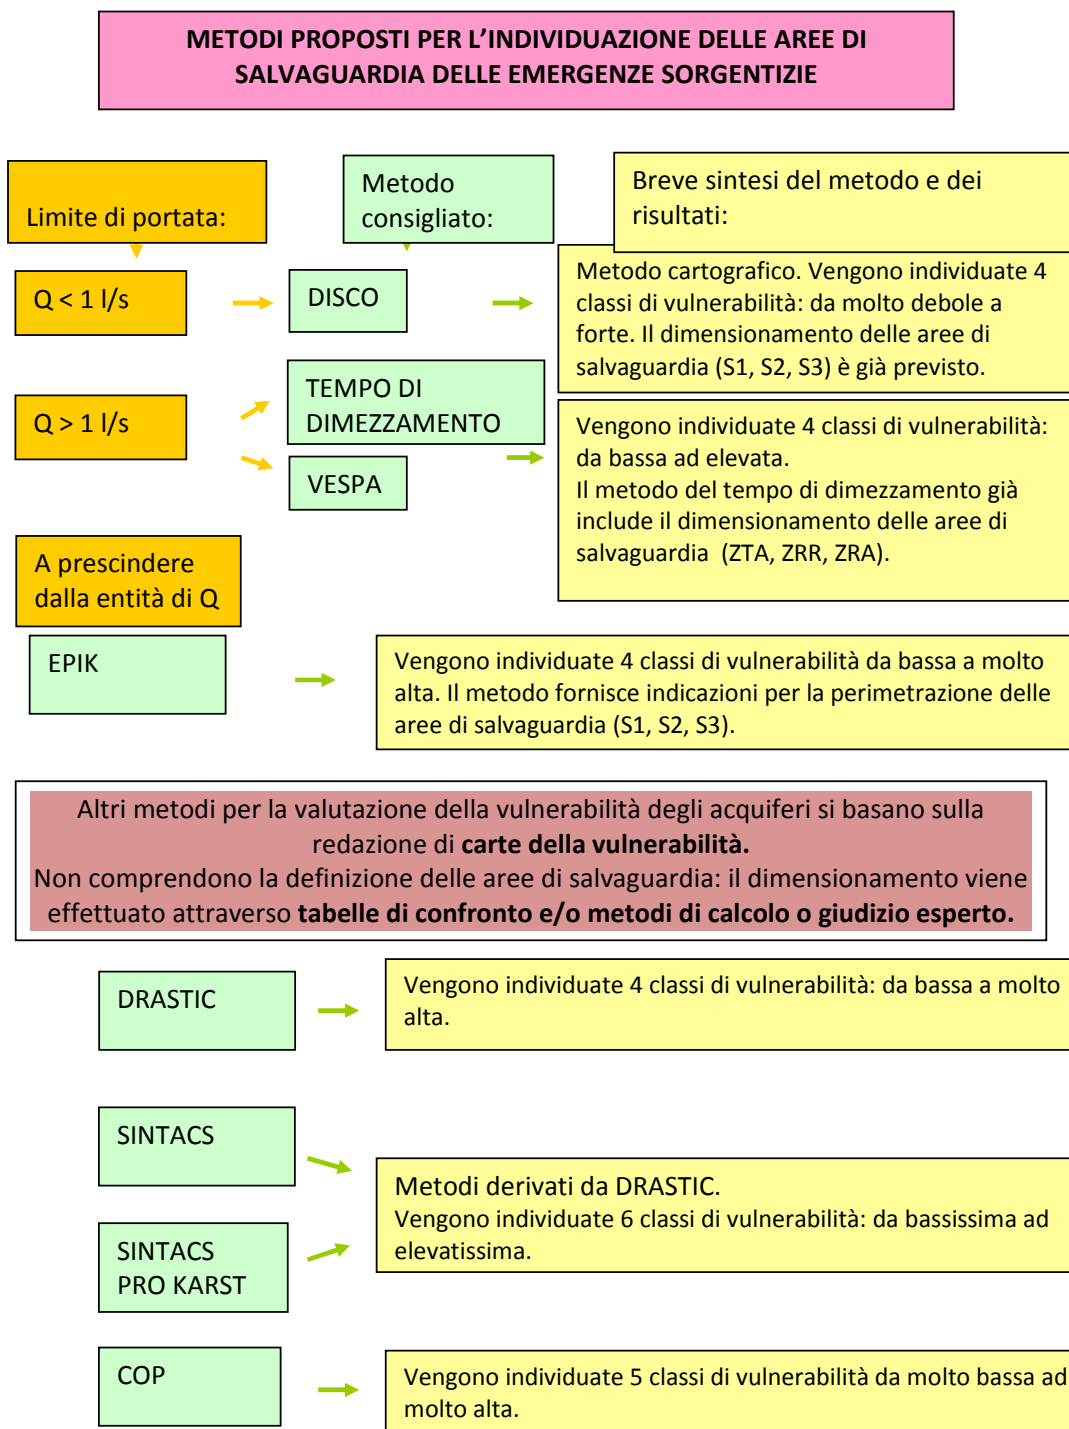 METODI PROPOSTI PER L'INDIVIDUAZIONE DELLE AREE DI
SALVAGUARDIA DELLE EMERGENZE SORGENTIZIE
Limite di portata:
Metodo
consigliato:
Breve sintesi del metodo e dei
risultati:
Q < 1 l/s
DISCO
Metodo cartografico. Vengono individuate 4
classi di vulnerabilità: da molto debole a
forte. Il dimensionamento delle aree di
salvaguardia (S1, S2, S3) è già previsto.
Q > 1 l/s
TEMPO DI
DIMEZZAMENTO
VESPA
Vengono individuate 4 classi di vulnerabilità:
da bassa ad elevata.
Il metodo del tempo di dimezzamento già
include il dimensionamento delle aree di
salvaguardia (ZTA, ZRR, ZRA).
A prescindere
dalla entità di Q
EPIK
Vengono individuate 4 classi di vulnerabilità da bassa a molto
alta. Il metodo fornisce indicazioni per la perimetrazione delle
aree di salvaguardia (S1, S2, S3).
Altri metodi per la valutazione della vulnerabilità degli acquiferi si basano sulla
redazione di carte della vulnerabilità.
Non comprendono la definizione delle aree di salvaguardia: il dimensionamento viene
effettuato attraverso tabelle di confronto e/o metodi di calcolo o giudizio esperto.
DRASTIC
Vengono individuate 4 classi di vulnerabilità: da bassa a molto
alta.
SINTACS
SINTACS
PRO KARST
Metodi derivati da DRASTIC.
Vengono individuate 6 classi di vulnerabilità: da bassissima ad
elevatissima.
COP
Vengono individuate 5 classi di vulnerabilità da molto bassa ad
molto alta.